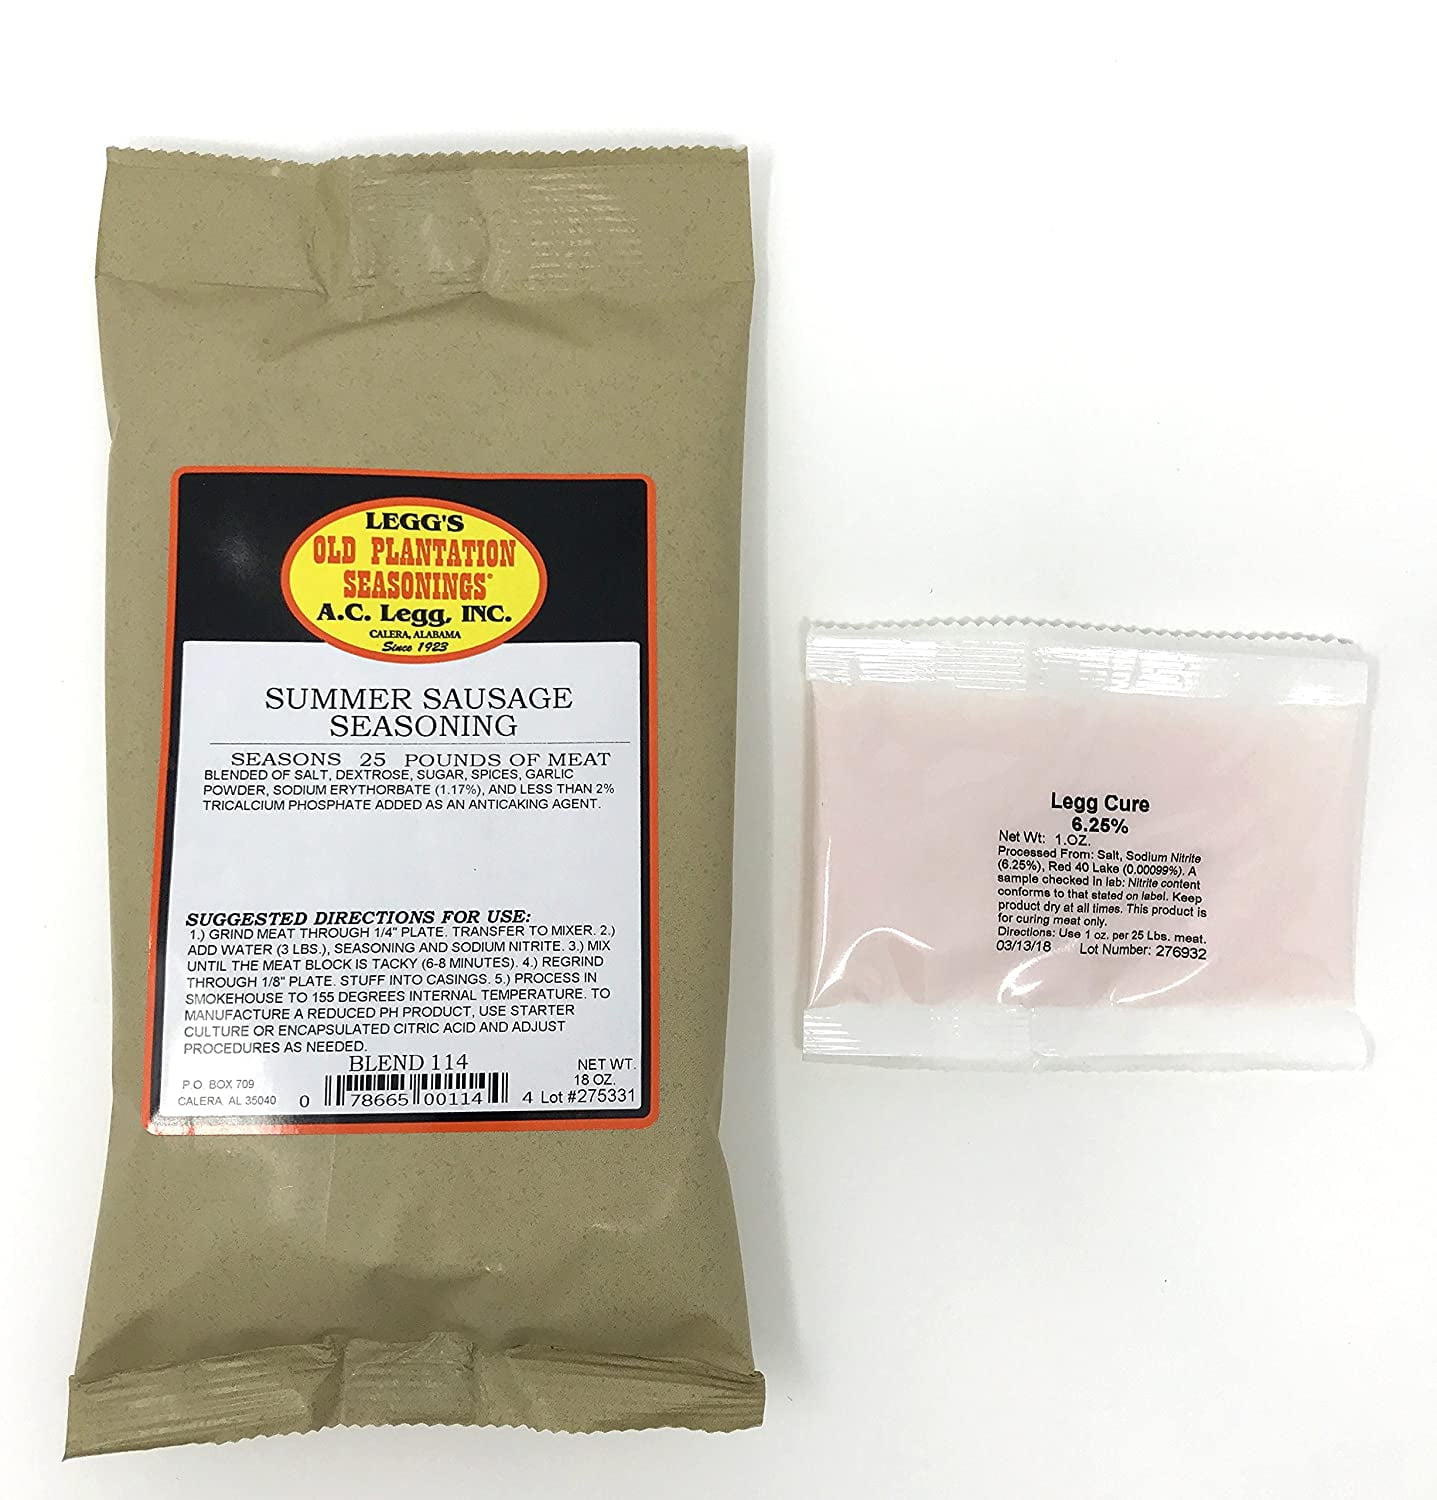 LEGG'S
OLD PLANTATION
SEASONINGS®
A.C. Legg, INC.
CALERA, ALABAMA
Since 1923
SUMMER SAUSAGE
SEASONING
SEASONS 25 POUNDS OF MEAT
BLENDED OF SALT, DEXTROSE, SUGAR, SPICES, GARLIC
POWDER, SODIUM ERYTHORBATE (1.17%), AND LESS THAN 2%
TRICALCIUM PHOSPHATE ADDED AS AN ANTICAKING AGENT.
SUGGESTED DIRECTIONS FOR USE:
1.) GRIND MEAT THROUGH 1/4" PLATE. TRANSFER TO MIXER. 2.)
ADD WATER (3 LBS.), SEASONING AND SODIUM NITRITE. 3.) MIX
UNTIL THE MEAT BLOCK IS TACKY (6-8 MINUTES). 4.) REGRIND
THROUGH 1/8" PLATE. STUFF INTO CASINGS. 5.) PROCESS IN
SMOKEHOUSE TO 155 DEGREES INTERNAL TEMPERATURE. TO
MANUFACTURE A REDUCED PH PRODUCT, USE STARTER
CULTURE OR ENCAPSULATED CITRIC ACID AND ADJUST
PROCEDURES AS NEEDED.
BLEND 114
NET WT.
18 OZ.
P.O BOX 709
CALERA AL 35040
0 78665 00114 4 Lot #275331
Legg Cure
6.25%
Net Wt: 1.OZ.
Processed From: Salt, Sodium Nitrite
(6.25%), Red 40 Lake (0.00099%). A
sample checked in lab: Nitrite content
conforms to that stated on label. Keep
product dry at all times. This product is
for curing meat only.
Directions: Use 1 oz. per 25 Lbs. meat.
03/13/18 Lot Number: 276932